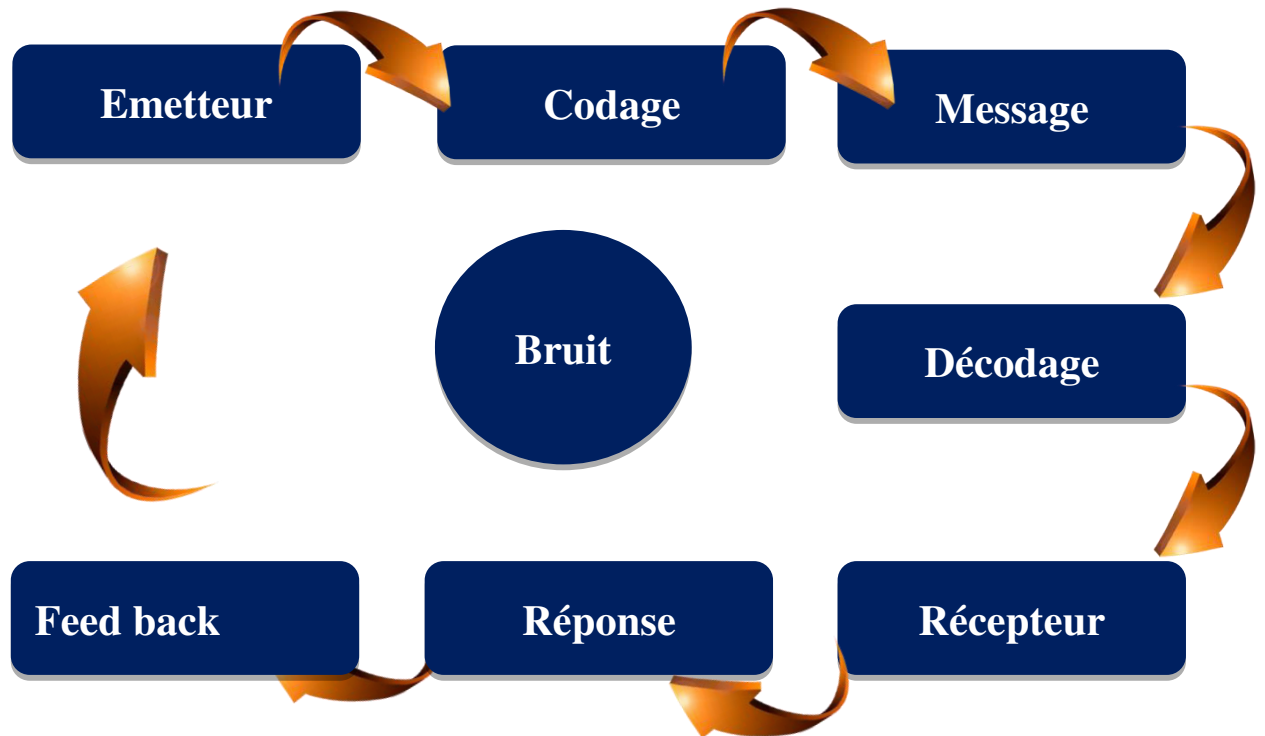 Emetteur
Codage
Message
Bruit
Décodage
Feed back
Réponse
Récepteur